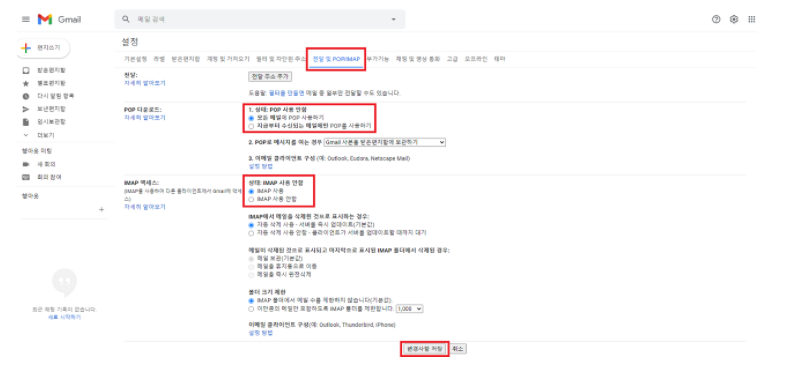 Gmail
메일 검색
편지쓰기
설정
기본설정 라벨 받은편지함 계정 및 가져오기 필터 및 차단된 주소 전달 및 POP/IMAP 부가기능 채팅 및 영상 통화 고급 오프라인 테마
받은편지함
별표편지함
다시 알림 항목
보낸편지함
임시보관함
더보기
행아웃 미팅
새 회의
회의 참여
행아웃
최근 채팅 기록이 없습니다.
새로 시작하기
전달:
자세히 알아보기
전달 주소 추가
도움말: 필터를 만들면 메일 중 일부만 전달할 수도 있습니다.
POP 다운로드:
자세히 알아보기
1. 상태: POP 사용 안함
모든 메일에 POP 사용하기
지금부터 수신되는 메일에만 POP를 사용하기
2. POP로 메시지를 여는 경우 Gmail 사본을 받은편지함에 보관하기
3. 이메일 클라이언트 구성 (예: Outlook, Eudora, Netscape Mail)
설정 방법
IMAP 액세스:
(IMAP를 사용하여 다른 클라이언트에서 Gmail에 액세
스)
자세히 알아보기
상태: IMAP 사용 안함
IMAP 사용
IMAP 사용 안함
IMAP에서 메일을 삭제된 것으로 표시하는 경우:
자동 삭제 사용 - 서버를 즉시 업데이트(기본값)
자동 삭제 사용 안함 - 클라이언트가 서버를 업데이트할 때까지 대기
메일이 삭제된 것으로 표시되고 마지막으로 표시된 IMAP 폴더에서 삭제된 경우:
메일 보관(기본값)
메일을 휴지통으로 이동
메일을 즉시 완전삭제
폴더 크기 제한
IMAP 폴더에서 메일 수를 제한하지 않습니다(기본값).
이만큼의 메일만 포함하도록 IMAP 폴더를 제한합니다. 1,000
이메일 클라이언트 구성(예: Outlook, Thunderbird, iPhone)
설정 방법
변경사항 저장 취소